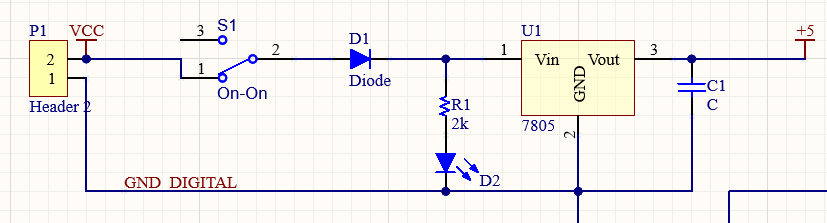 P1
VCC
2
1
Header 2
3
S1
1
2
On-On
D1
Diode
R1
2k
D2
U1
1
Vin
Vout
GND
3
7805
2
C1
C
+5
GND DIGITAL